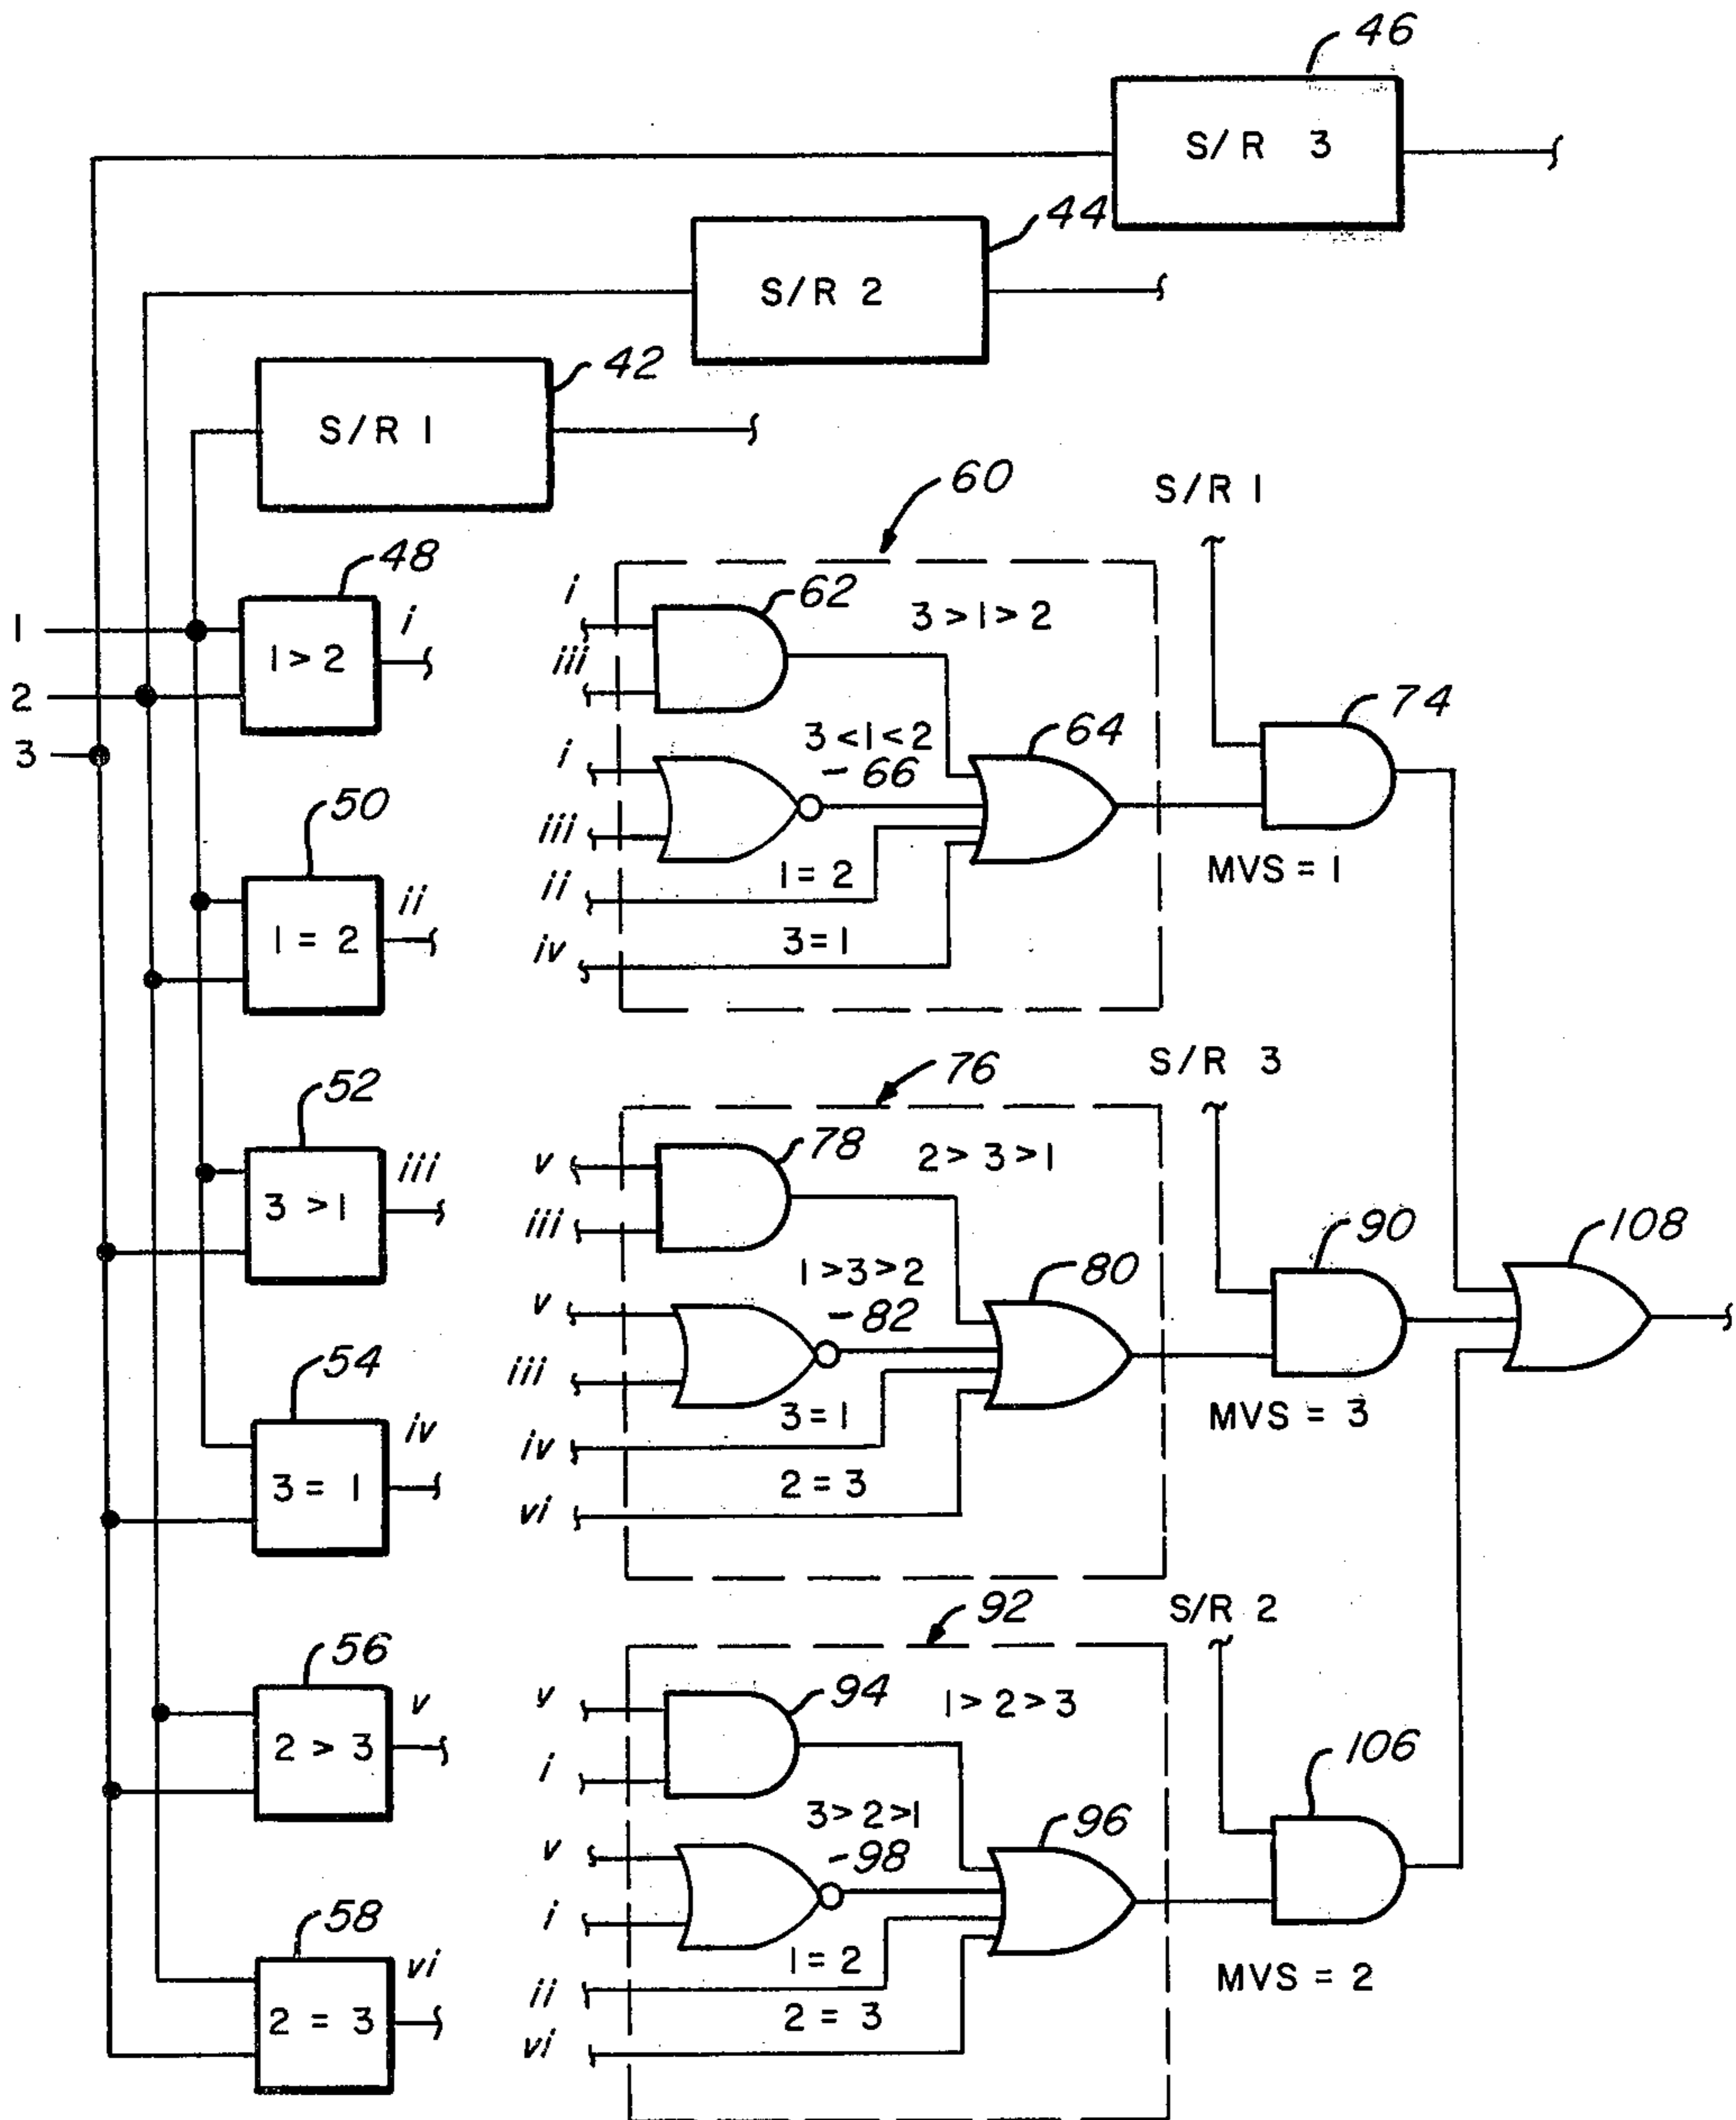 46
S/R 3
44
S/R 2
42
S/R 1
60
S/R 1
48
i
1
1 > 2
2
3
i
62
3 > 1 > 2
iii
3 < 1 < 2
64
74
i
- 66
iii
50
ii
1 = 2
ii
1 = 2
MVS = 1
iv
3 = 1
52
iii
3 > 1
76
S/R 3
78
2 > 3 > 1
v
iii
1 > 3 > 2
80
90
108
v
- 82
54
iv
3 = 1
iii
3 = 1
MVS = 3
iv
2 = 3
vi
92
S/R 2
56
v
2 > 3
94
1 > 2 > 3
v
i
106
3 > 2 > 1
96
v
- 98
58
vi
2 = 3
i
1 = 2
MVS = 2
ii
2 = 3
vi